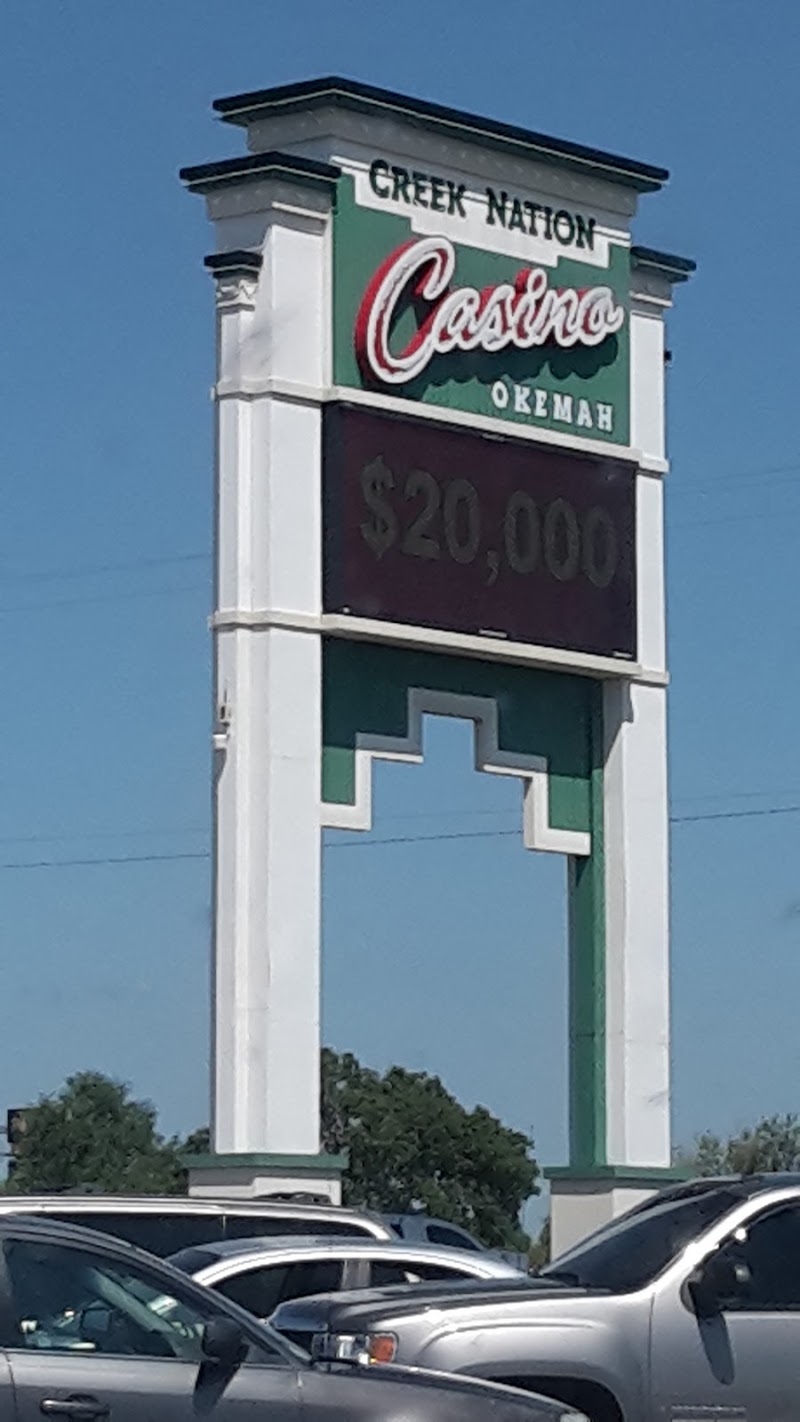 CREEK NATION
Casino
OKEMAH
$20,000